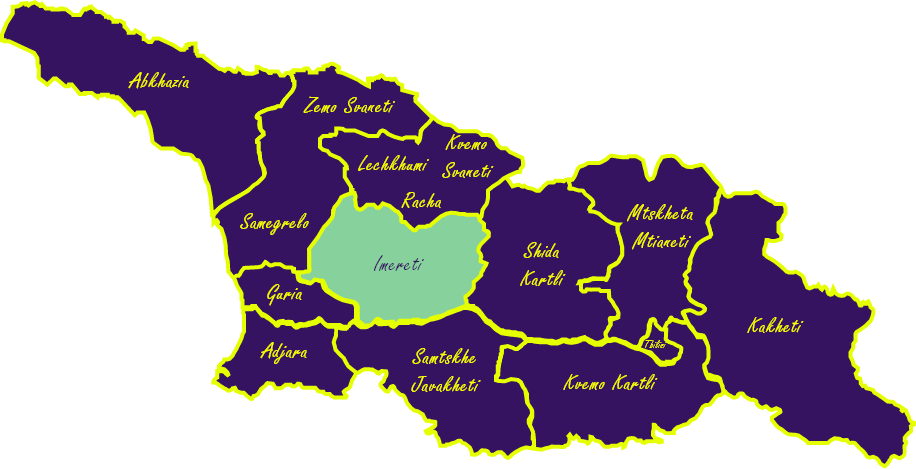 Abkhazia
Zemo Svaneti
Kvemo
Svaneti
Lechkhumi
Racha
Samegrelo
Mtskheta
Mtianeti
Shida
Kartli
Imereti
Guria
Kakheti
Tbilisi
Adjara
Samtskhe
Javakheti
Kvemo Kartli